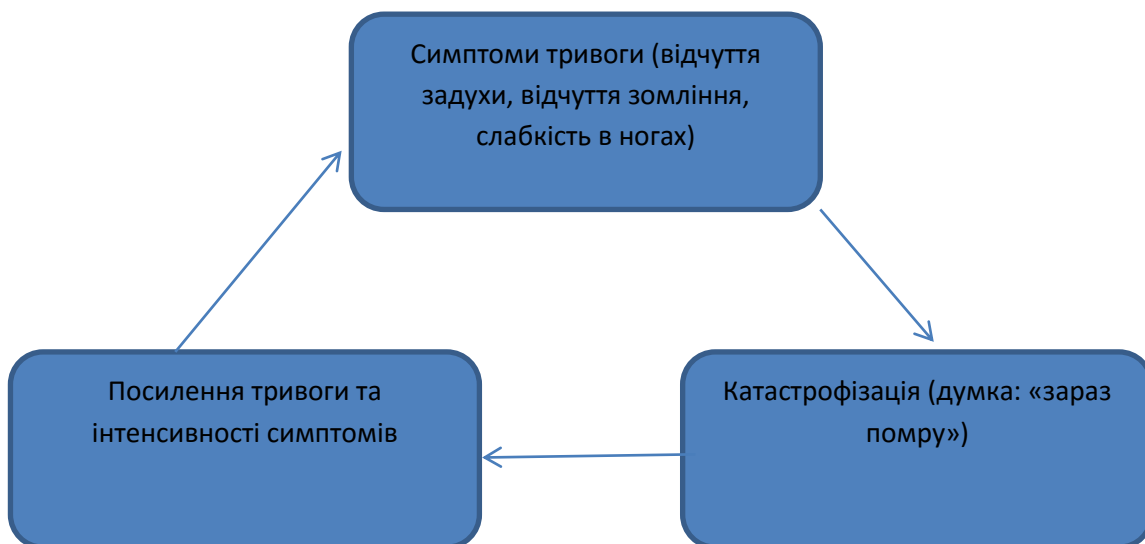 Симптоми тривоги (відчуття
задухи, відчуття зомління,
слабкість в ногах)
Посилення тривоги та
інтенсивності симптомів
Катастрофізація (думка: «зараз
помру»)